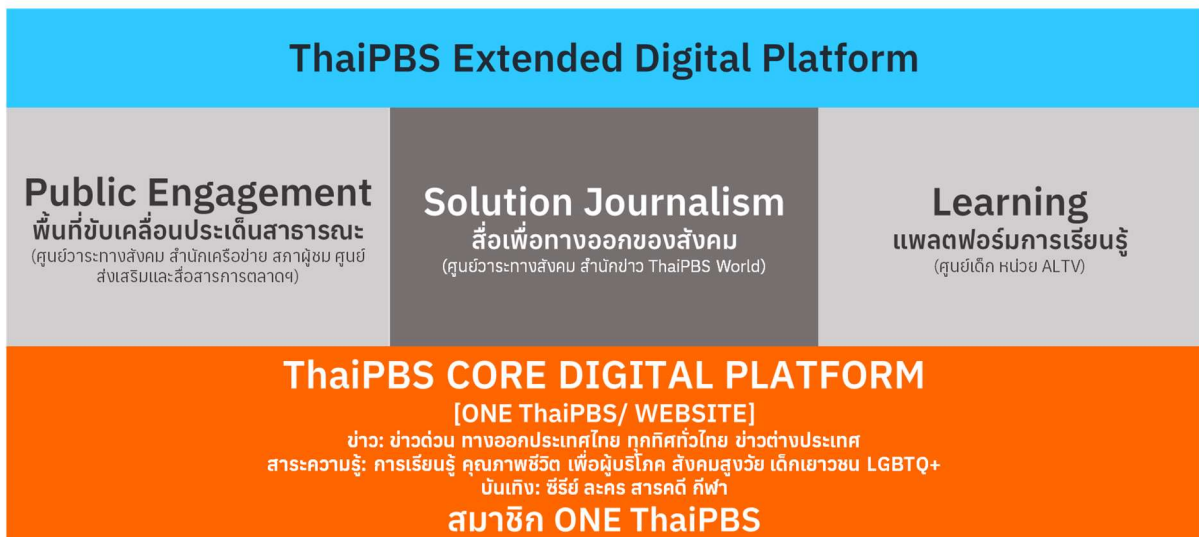 ThaiPBS Extended Digital Platform
Public Engagement
พื้นที่ขับเคลื่อนประเด็นสาธารณะ
(ศูนย์วาระทางสังคม สำนักเครือข่าย สภาผู้ชม ศูนย์
ส่งเสริมและสื่อสารการตลาดฯ)
Solution Journalism
สื่อเพื่อทางออกของสังคม
(ศูนย์วาระทางสังคม สำนักข่าว ThaiPBS World)
Learning
แพลตฟอร์มการเรียนรู้
(ศูนย์เด็ก หน่วย ALTV)
ThaiPBS CORE DIGITAL PLATFORM
[ONE ThaiPBS/ WEBSITE]
ข่าว: ข่าวด่วน ทางออกประเทศไทย ทุกทิศทั่วไทย ข่าวต่างประเทศ
สาระความรู้: การเรียนรู้ คุณภาพชีวิต เพื่อผู้บริโภค สังคมสูงวัย เด็กเยาวชน LGBTQ+
บันเทิง: ซีรีย์ ละคร สารคดี กีฬา
สมาชิก ONE ThaiPBS